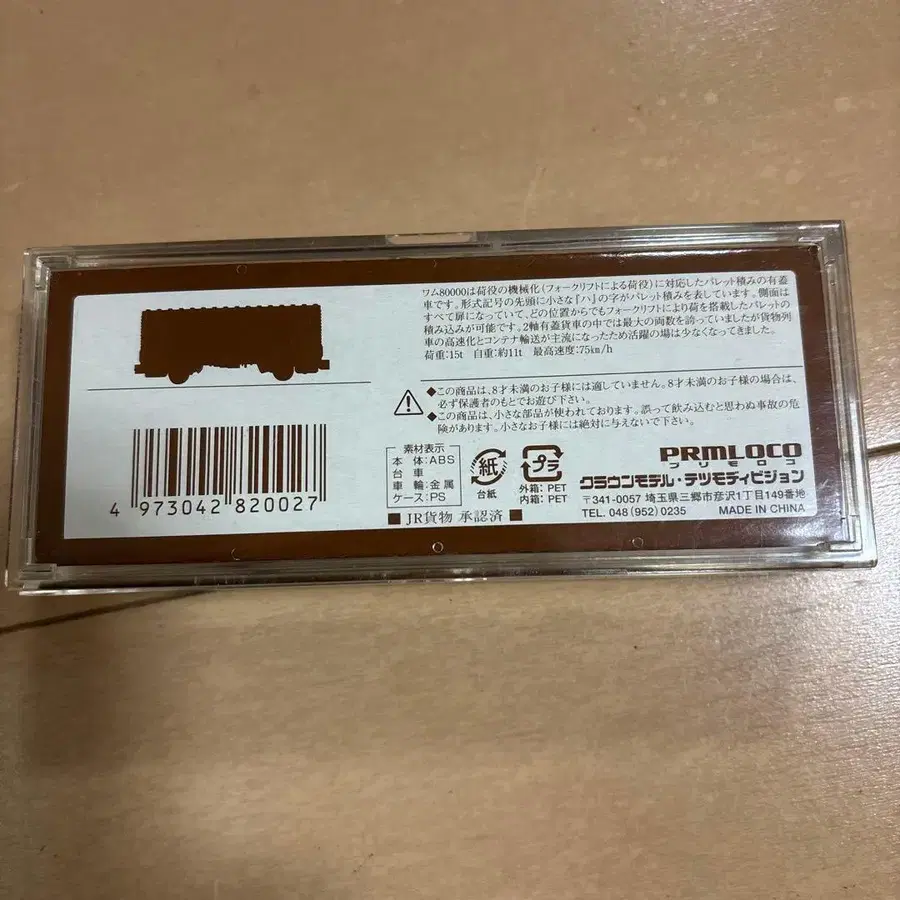 ワム80000は荷役の機械化(フォークリフトによる荷役)に対応したパレット積みの有蓋
車です。形式記号の先頭に小さな『ハ』の字がパレット積みを表しています。側面は
すべて扉になっていて、どの位置からでもフォークリフトにより荷を搭載したパレットの
積み込みが可能です。2軸有蓋貨車の中では最大の両数を誇っていましたが貨物列
車の高速化とコンテナ輸送が主流になったため活躍の場は少なくなってきました。
荷重:15t 自重:約11t 最高速度:75km/h
◆この商品は、8才未満のお子様には適していません。8才未満のお子様の場合は、
必ず保護者のもとでお遊び下さい。
◆この商品は、小さな部品が使われております。誤って飲み込むと思わぬ事故の危
険があります。小さなお子様には絶対に与えないで下さい。
素材表示
本体:ABS
台車:
車輪:金属
ケース:PS
紙
台紙
プラ
外箱:PET
内箱:PET
PRMLOCO
プリモロコ
クラウンモデル・テツモディビジョン
〒341-0057 埼玉県三郷市彦沢1丁目149番地
TEL. 048 (952) 0235 MADE IN CHINA
■ JR貨物 承認済 ■
4 973042 820027